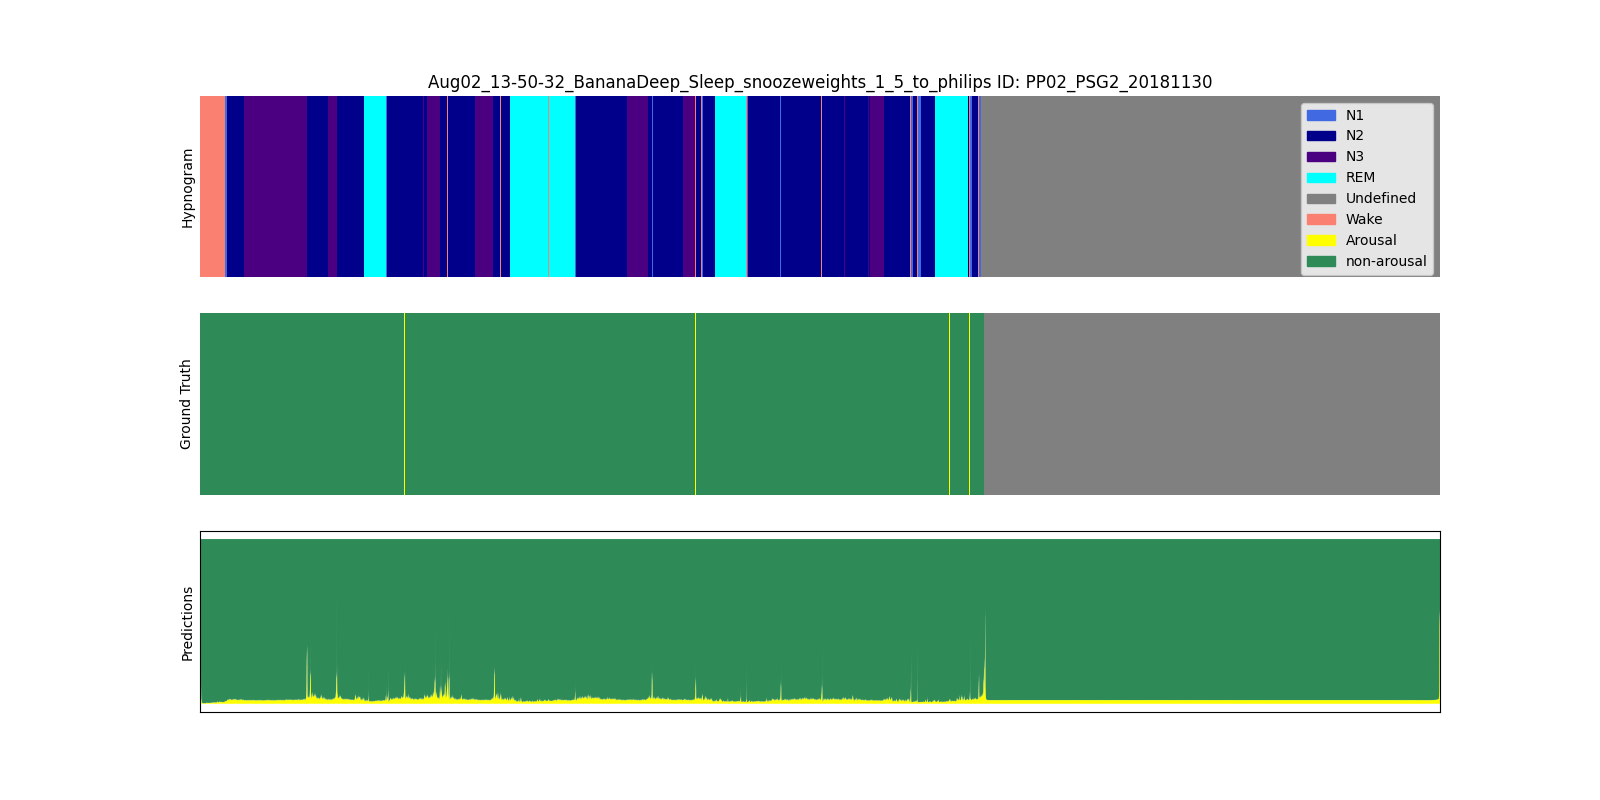 Aug02_13-50-32_BananaDeep_Sleep_snoozeweights_1_5_to_philips ID: PP02_PSG2_20181130
Hypnogram
N1
N2
N3
REM
Undefined
Wake
Arousal
non-arousal
Ground Truth
Predictions